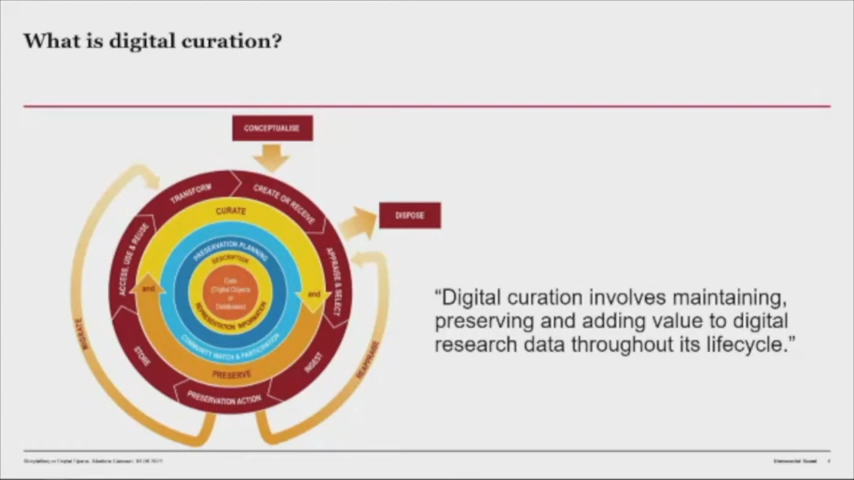 What is digital curation?
CONCEPTUALISE
DISPOSE
TRANSFORM
CREATE OR RECEIVE
APPRAISE & SELECT
INGEST
PRESERVATION ACTION
STORE
ACCESS, USE & REUSE
CURATE
and
and
PRESERVE
PRESERVATION PLANNING
COMMUNITY WATCH & PARTICIPATION
DESCRIPTION
REPRESENTATION INFORMATION
Data
(Digital Objects
or
Databases)
MIGRATE
REAPPRAISE
“Digital curation involves maintaining,
preserving and adding value to digital
research data throughout its lifecycle.”